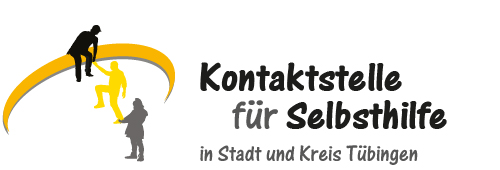 Kontaktstelle
für Selbsthilfe
in Stadt und Kreis Tübingen